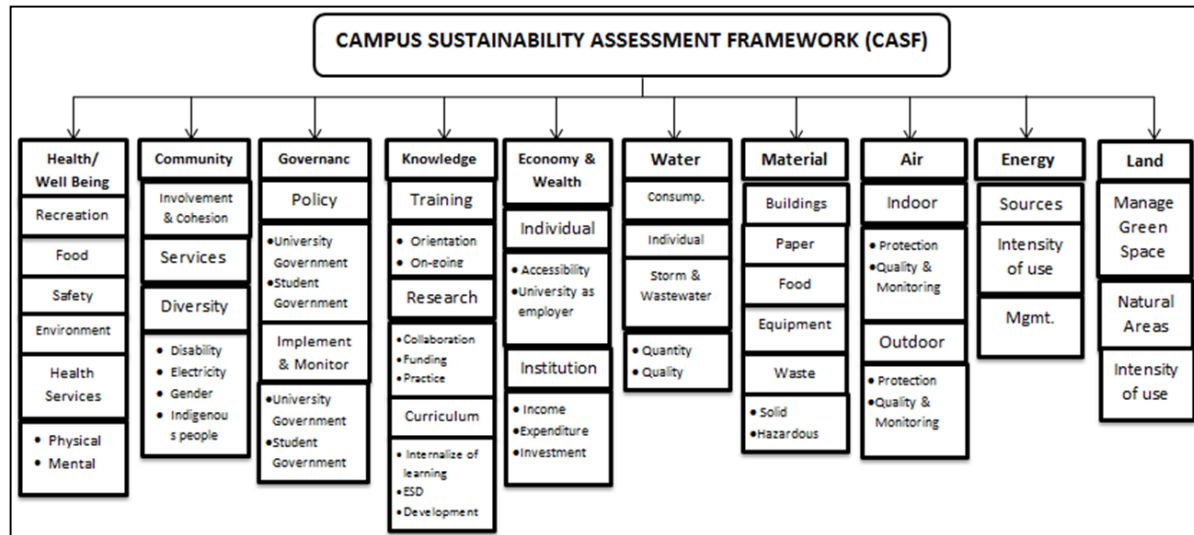 CAMPUS SUSTAINABILITY ASSESSMENT FRAMEWORK (CASF)
Health/
Well Being
Recreation
Food
Safety
Environment
Health
Services
• Physical
• Mental
Community
Involvement
& Cohesion
Services
Diversity
• Disability
• Electricity
• Gender
• Indigenou
s people
Governanc
Policy
•University
Government
•Student
Government
Implement
& Monitor
•University
Government
•Student
Government
Knowledge
Training
• Orientation
• On-going
Research
•Collaboration
•Funding
•Practice
Curriculum
•Internalize of
learning
•ESD
•Development
Economy &
Wealth
Individual
•Accessibility
•University as
employer
Institution
•Income
•Expenditure
•Investment
Water
Consump.
Individual
Storm &
Wastewater
•Quantity
•Quality
Material
Buildings
Paper
Food
Equipment
Waste
•Solid
•Hazardous
Air
Indoor
•Protection
•Quality &
Monitoring
Outdoor
•Protection
•Quality &
Monitoring
Energy
Sources
Intensity
of use
Mgmt.
Land
Manage
Green
Space
Natural
Areas
Intensity
of use